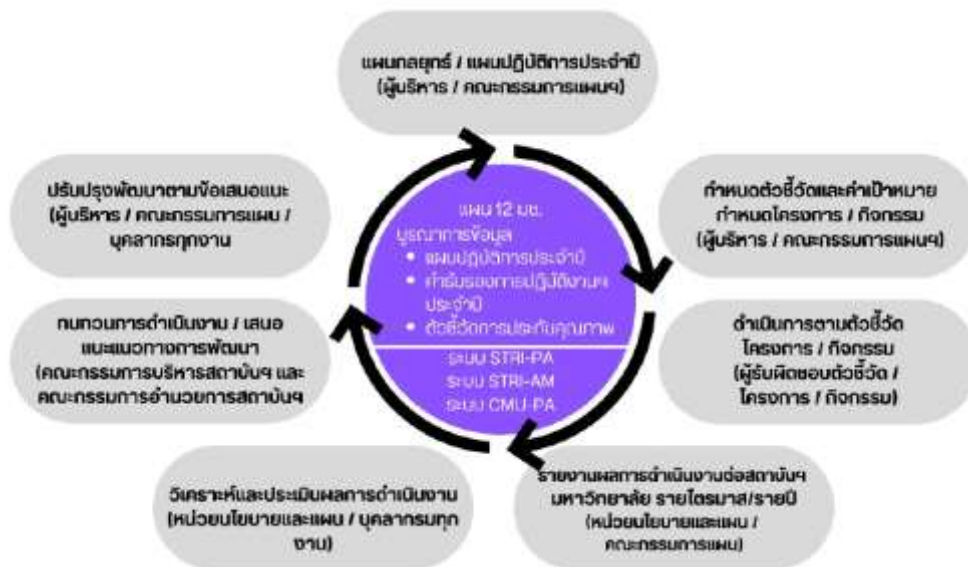 แผนกลยุทธ์ / แผนปฏิบัติการประจำปี
(ผู้บริหาร / คณะกรรมการแผนฯ)
กำหนดตัวชี้วัดและค่าเป้าหมาย
กำหนดโครงการ / กิจกรรม
(ผู้บริหาร / คณะกรรมการแผนฯ)
ดำเนินการตามตัวชี้วัด
โครงการ / กิจกรรม
(ผู้รับผิดชอบตัวชี้วัด /
โครงการ / กิจกรรม)
รายงานผลการดำเนินงานต่อสถาบันฯ
มหาวิทยาลัย รายไตรมาส/รายปี
(หน่วยนโยบายและแผน /
คณะกรรมการแผน)
วิเคราะห์และประเมินผลการดำเนินงาน
(หน่วยนโยบายและแผน / บุคลากรมทุก
งาน)
ทบทวนการดำเนินงาน / เสนอ
แนะแนวทางการพัฒนา
(คณะกรรมการบริหารสถาบันฯ และ
คณะกรรมการอำนวยการสถาบันฯ
ปรับปรุงพัฒนาตามข้อเสนอแนะ
(ผู้บริหาร / คณะกรรมการแผน /
บุคลากรทุกงาน
แผน 12 มช.
บูรณาการข้อมูล
• แผนปฏิบัติการประจำปี
• คำรับรองการปฏิบัติงานฯ
ประจำปี
• ตัวชี้วัดการประกันคุณภาพ
ระบบ STRI-PA
ระบบ STRI-AM
ระบบ CMU-PA